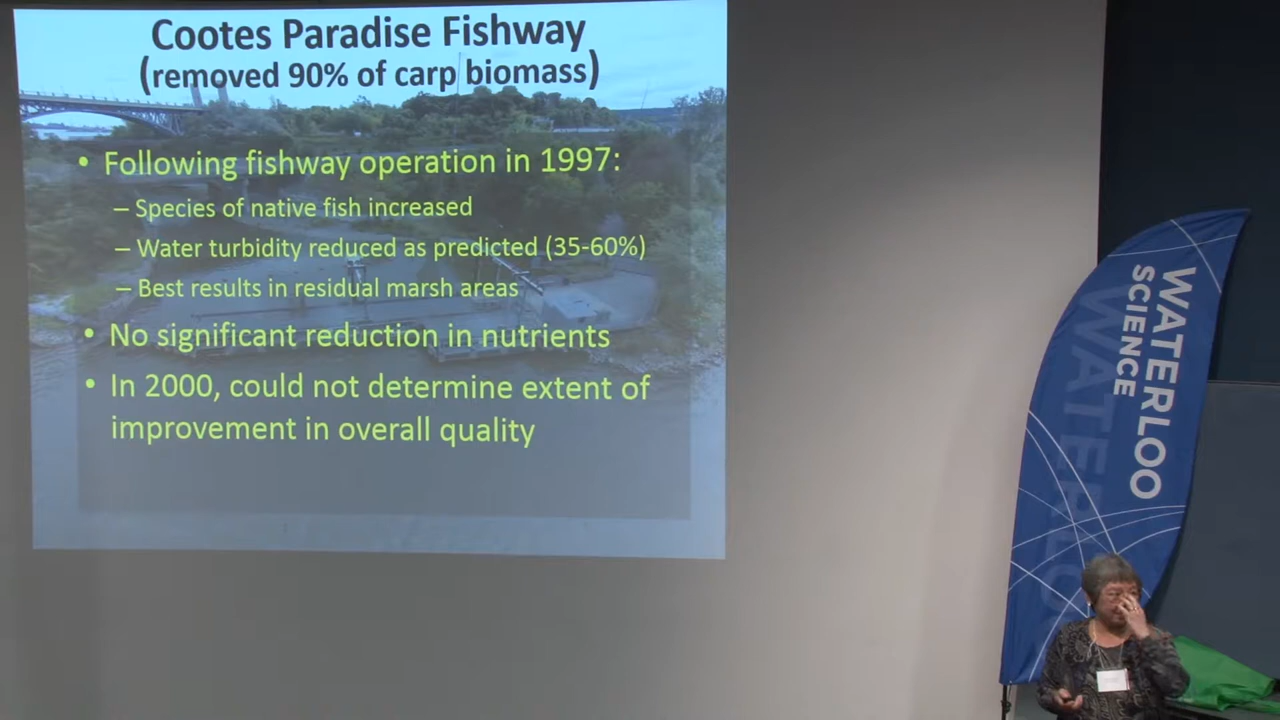 Cootes Paradise Fishway
(removed 90% of carp biomass)
• Following fishway operation in 1997:
– Species of native fish increased
– Water turbidity reduced as predicted (35-60%)
– Best results in residual marsh areas
• No significant reduction in nutrients
• In 2000, could not determine extent of
improvement in overall quality
WATERLOO
SCIENCE
WATERLOO